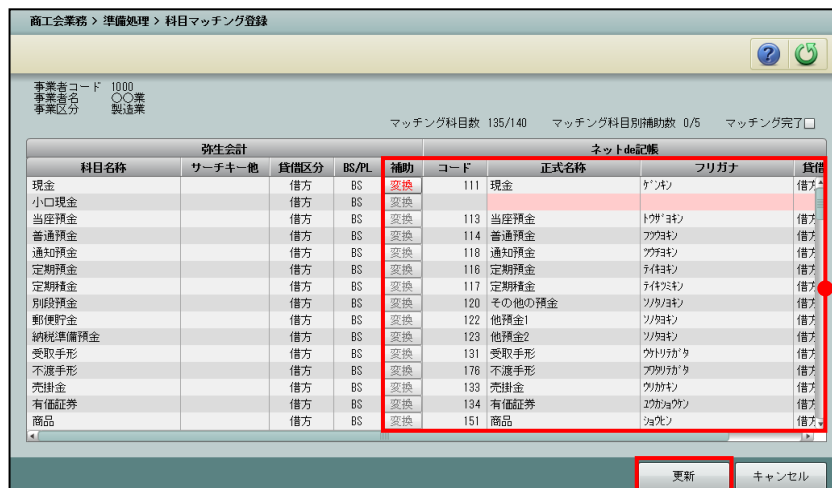 商工会業務 > 準備処理 > 科目マッチング登録
事業者コード 1000
事業者名 〇〇業
事業区分 製造業
マッチング科目数 135/140 マッチング科目別補助数 0/5 マッチング完了
弥生会計 ネットde記帳
科目名称 サーチキー他 貸借区分 BS/PL 補助 コード 正式名称 フリガナ 貸借
現金 借方 BS 変換 111 現金 ｹﾞﾝｷﾝ 借方
小口現金 借方 BS 変換
当座預金 借方 BS 変換 113 当座預金 ﾄｳｻﾞﾖｷﾝ 借方
普通預金 借方 BS 変換 114 普通預金 ﾌﾂｳﾖｷﾝ 借方
通知預金 借方 BS 変換 118 通知預金 ﾂｳﾁﾖｷﾝ 借方
定期預金 借方 BS 変換 116 定期預金 ﾃｲｷﾖｷﾝ 借方
定期積金 借方 BS 変換 117 定期積金 ﾃｲｷﾂﾐｷﾝ 借方
別段預金 借方 BS 変換 120 その他の預金 ｿﾉﾀﾉﾖｷﾝ 借方
郵便貯金 借方 BS 変換 122 他預金1 ｿﾉﾀﾖｷﾝ 借方
納税準備預金 借方 BS 変換 123 他預金2 ｿﾉﾀﾖｷﾝ 借方
受取手形 借方 BS 変換 131 受取手形 ｳｹﾄﾘﾃｶﾞﾀ 借方
不渡手形 借方 BS 変換 176 不渡手形 ﾌﾜﾀﾘﾃｶﾞﾀ 借方
売掛金 借方 BS 変換 133 売掛金 ｳﾘｶｹｷﾝ 借方
有価証券 借方 BS 変換 134 有価証券 ﾕｳｶｼｮｳｹﾝ 借方
商品 借方 BS 変換 151 商品 ｼｮｳﾋﾝ 借方
更新 キャンセル